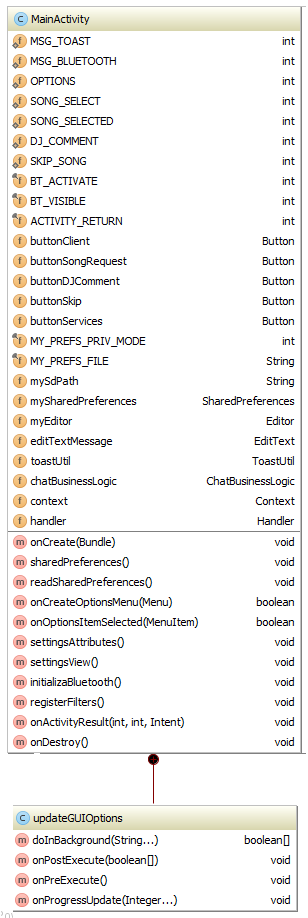 MainActivity
MSG_TOAST int
MSG_BLUETOOTH int
OPTIONS int
SONG_SELECT int
SONG_SELECTED int
DJ_COMMENT int
SKIP_SONG int
BT_ACTIVATE int
BT_VISIBLE int
ACTIVITY_RETURN int
buttonClient Button
buttonSongRequest Button
buttonDJComment Button
buttonSkip Button
buttonServices Button
MY_PREFS_PRIV_MODE int
MY_PREFS_FILE String
mySdPath String
mySharedPreferences SharedPreferences
myEditor Editor
editTextMessage EditText
toastUtil ToastUtil
chatBusinessLogic ChatBusinessLogic
context Context
handler Handler
onCreate(Bundle) void
sharedPreferences() void
readSharedPreferences() void
onCreateOptionsMenu(Menu) boolean
onOptionsItemSelected(MenuItem) boolean
settingsAttributes() void
settingsView() void
initializaBluetooth() void
registerFilters() void
onActivityResult(int, int, Intent) void
onDestroy() void
updateGUIOptions
doInBackground(String...) boolean[]
onPostExecute(boolean[]) void
onPreExecute() void
onProgressUpdate(Integer...) void